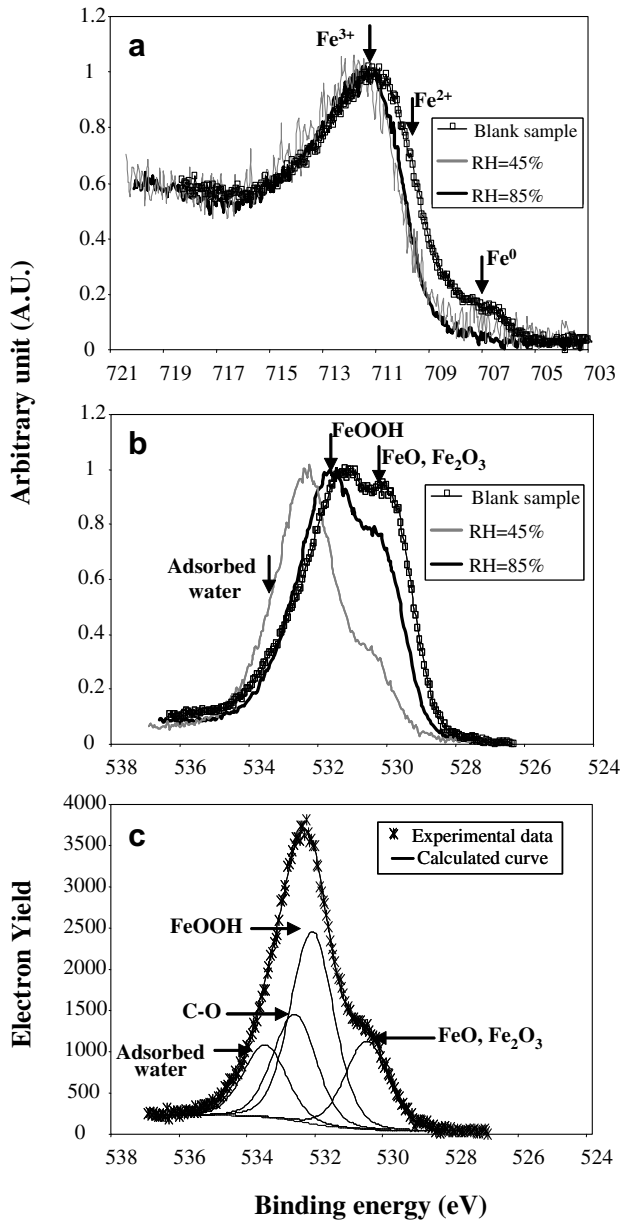 a
Fe³⁺
Fe²⁺
Fe⁰
Blank sample
RH=45%
RH=85%
1.2
1
0.8
0.6
0.4
0.2
0
721 719 717 715 713 711 709 707 705 703
Arbitrary unit (A.U.)
b
FeOOH
FeO, Fe₂O₃
Adsorbed
water
Blank sample
RH=45%
RH=85%
1.2
1
0.8
0.6
0.4
0.2
0
538 536 534 532 530 528 526 524
c
Experimental data
Calculated curve
FeOOH
C-O
Adsorbed
water
FeO, Fe₂O₃
4000
3500
3000
2500
2000
1500
1000
500
0
538 536 534 532 530 528 526 524
Electron Yield
Binding energy (eV)